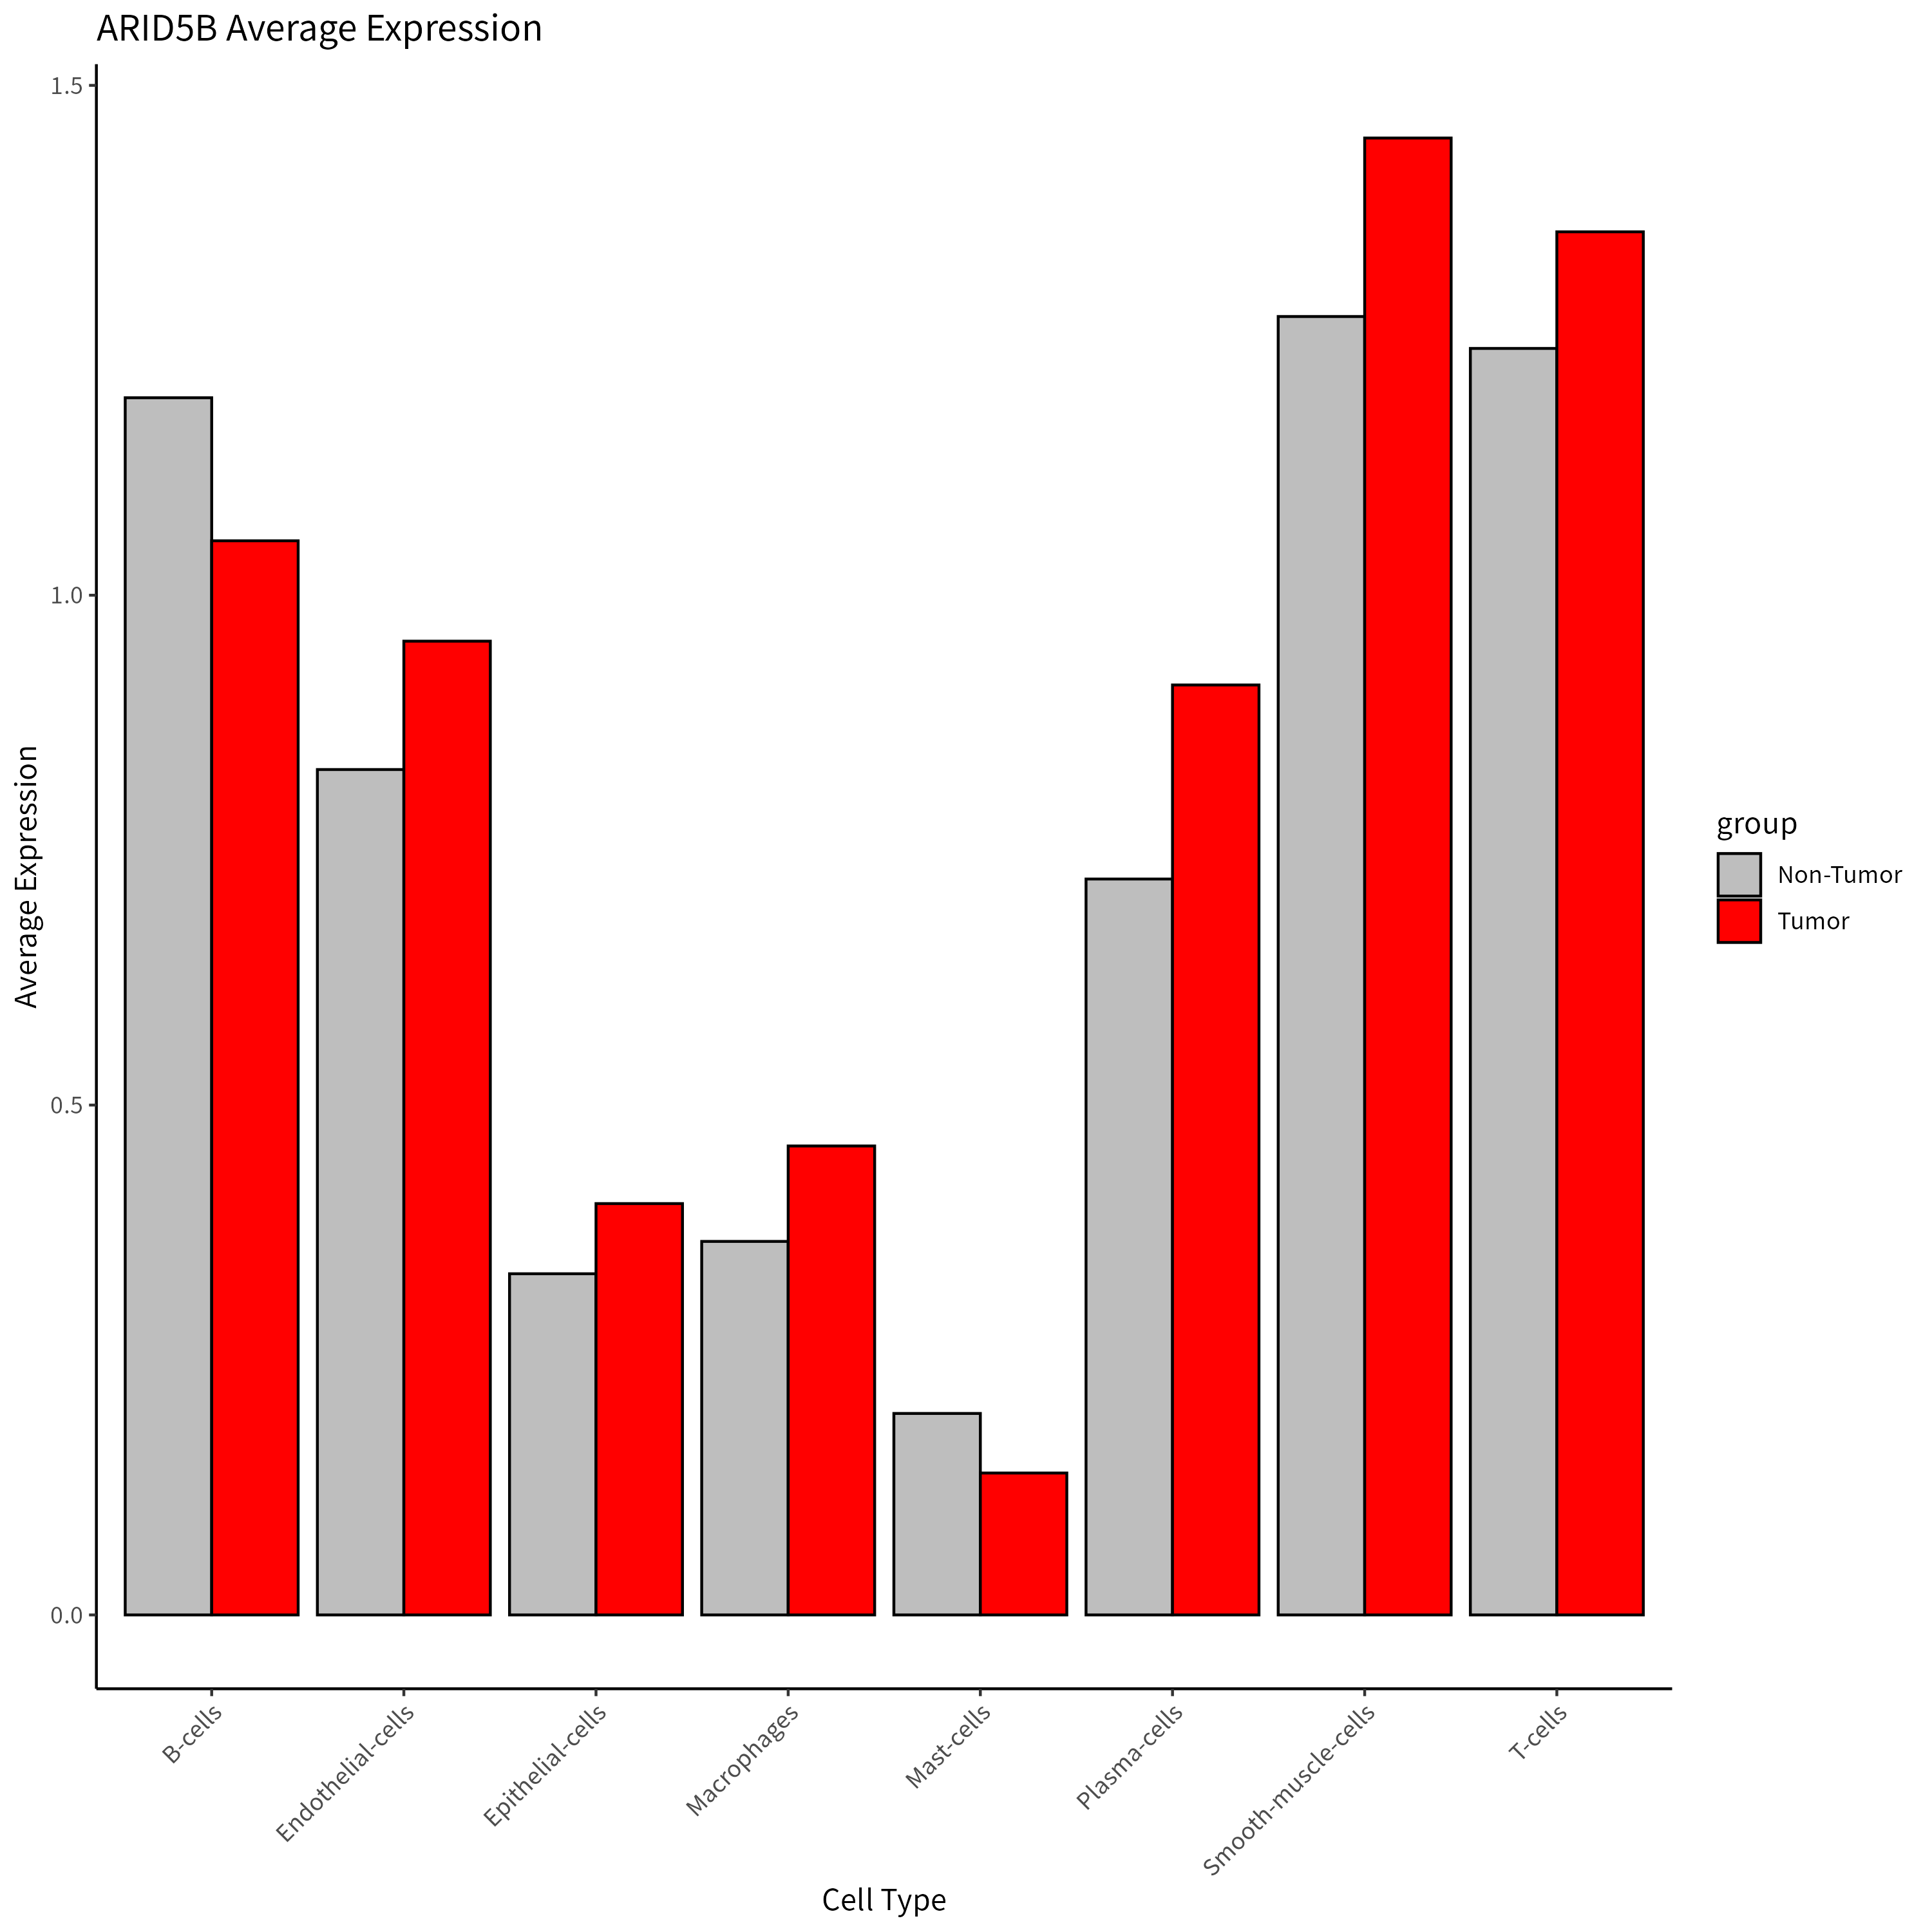 ARID5B Average Expression
1.5
1.0
0.5
0.0
Average Expression
B-cells
Endothelial-cells
Epithelial-cells
Macrophages
Mast-cells
Plasma-cells
Smooth-muscle-cells
T-cells
Cell Type
group
Non-Tumor
Tumor